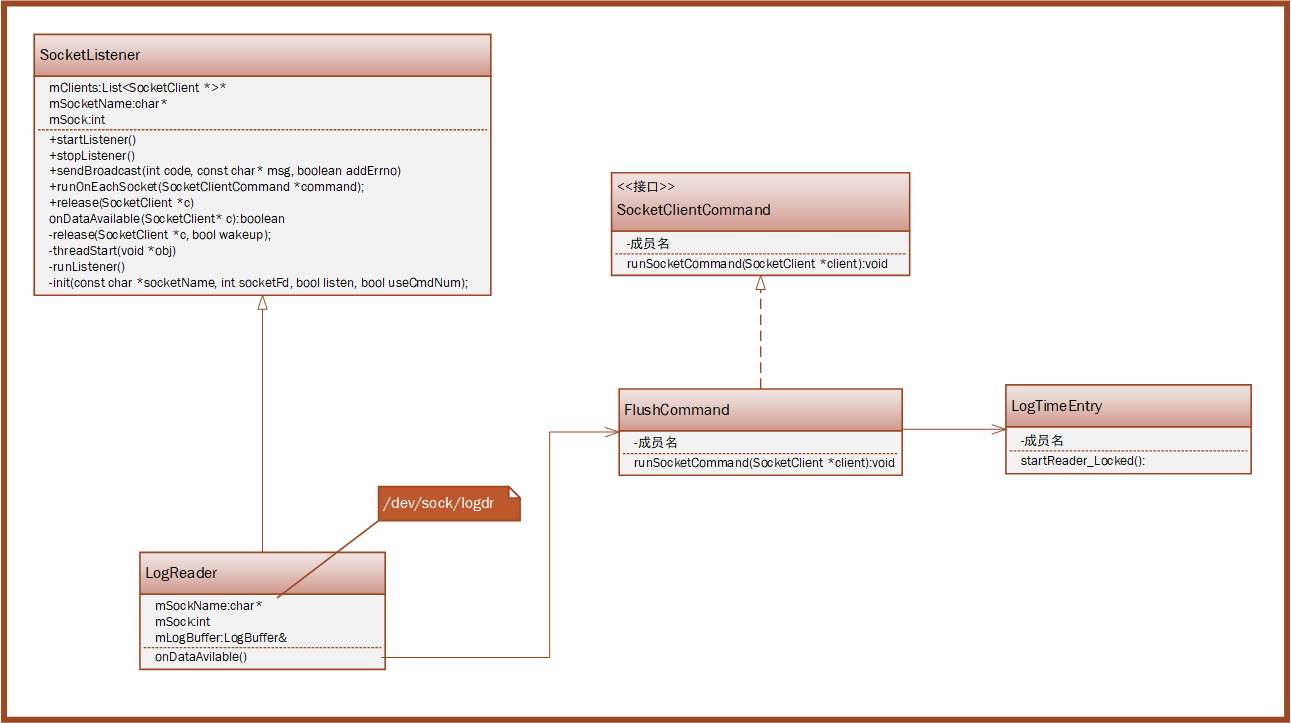 SocketListener
mClients:List<SocketClient *>*
mSocketName:char*
mSock:int
+startListener()
+stopListener()
+sendBroadcast(int code, const char* msg, boolean addErrno)
+runOnEachSocket(SocketClientCommand *command);
+release(SocketClient *c)
onDataAvailable(SocketClient* c):boolean
-release(SocketClient *c, bool wakeup);
-threadStart(void *obj)
-runListener()
-init(const char *socketName, int socketFd, bool listen, bool useCmdNum);
<<接口>>
SocketClientCommand
-成员名
runSocketCommand(SocketClient *client):void
FlushCommand
-成员名
runSocketCommand(SocketClient *client):void
LogTimeEntry
-成员名
startReader_Locked():
/dev/sock/logdr
LogReader
mSockName:char*
mSock:int
mLogBuffer:LogBuffer&
onDataAvilable()